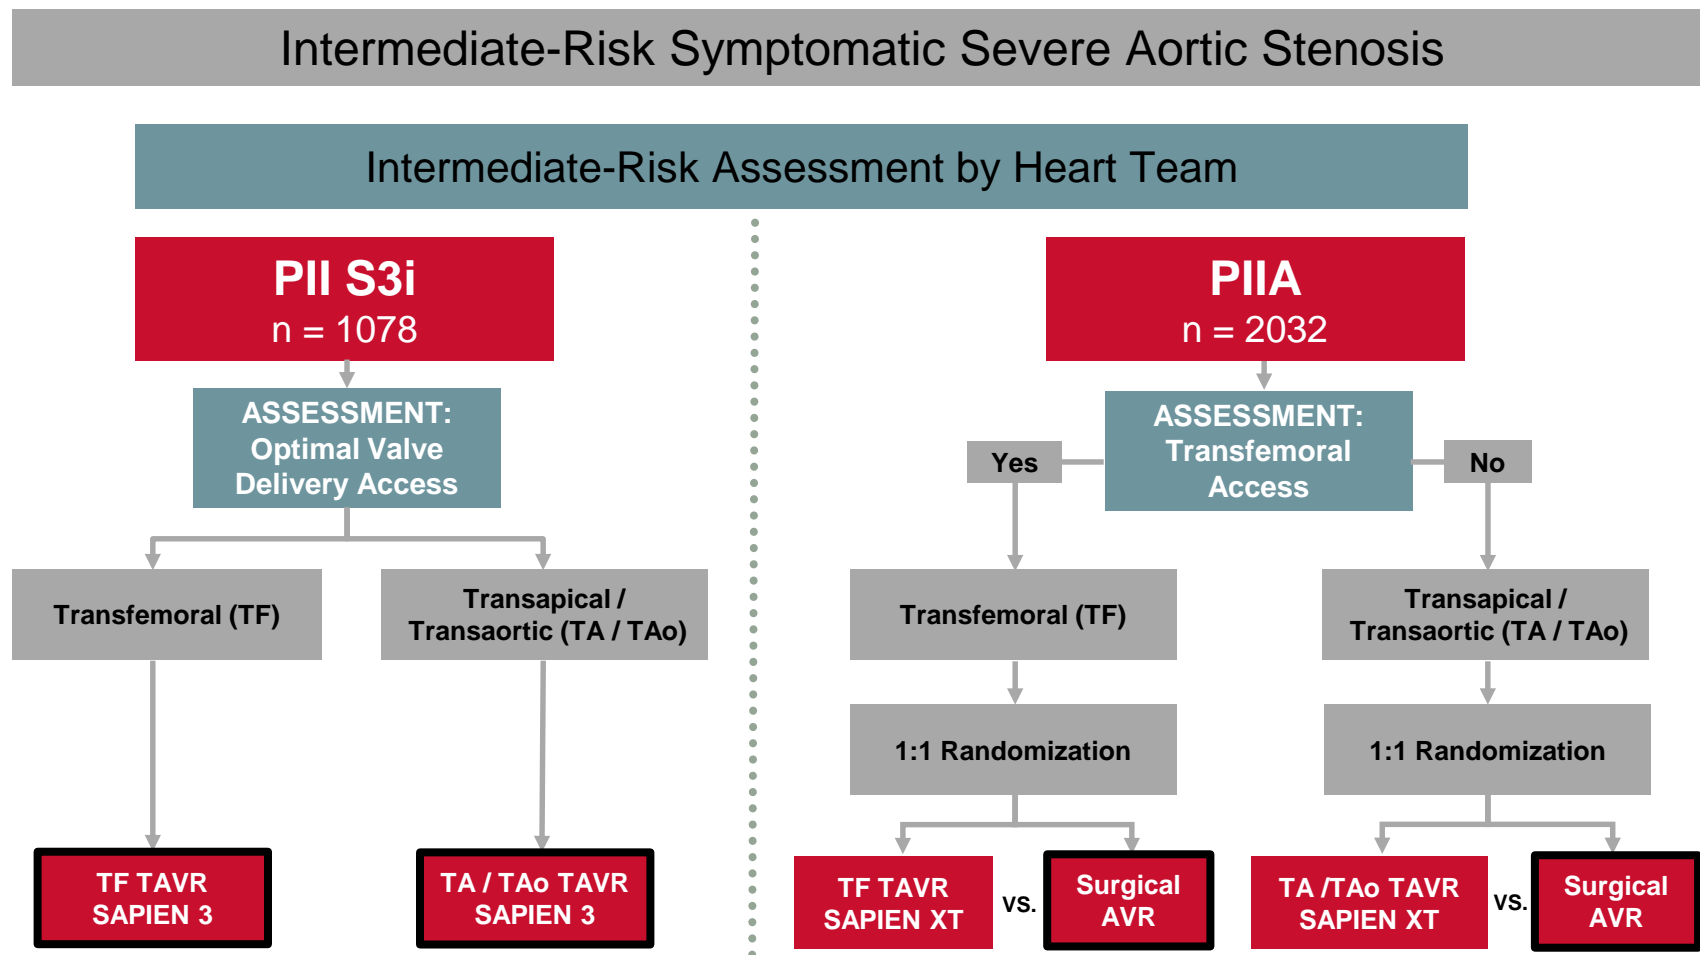 Intermediate-Risk Symptomatic Severe Aortic Stenosis
Intermediate-Risk Assessment by Heart Team
PII S3i
n = 1078
ASSESSMENT:
Optimal Valve
Delivery Access
Transfemoral (TF)
Transapical /
Transaortic (TA / TAo)
TF TAVR
SAPIEN 3
TA / TAo TAVR
SAPIEN 3
PIIA
n = 2032
ASSESSMENT:
Transfemoral
Access
Yes
No
Transfemoral (TF)
Transapical /
Transaortic (TA / TAo)
1:1 Randomization
1:1 Randomization
TF TAVR
SAPIEN XT
VS.
Surgical
AVR
TA /TAo TAVR
SAPIEN XT
VS.
Surgical
AVR